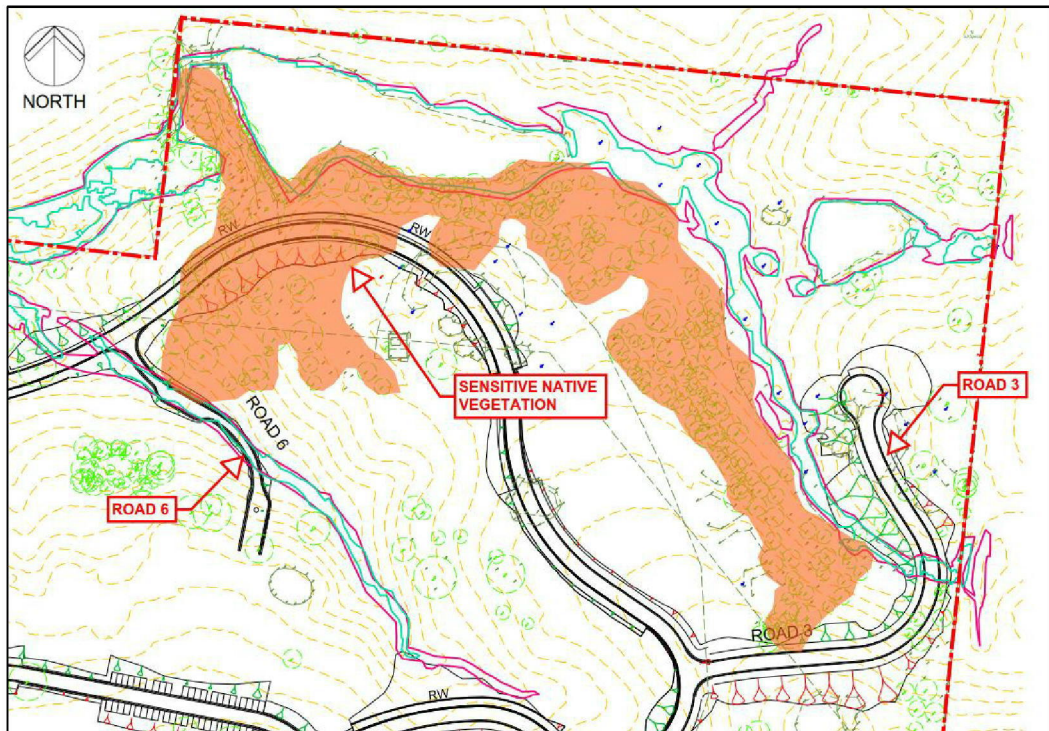 NORTH
RW
RW
SENSITIVE NATIVE
VEGETATION
ROAD 3
ROAD 6
ROAD 6
ROAD 3
RW